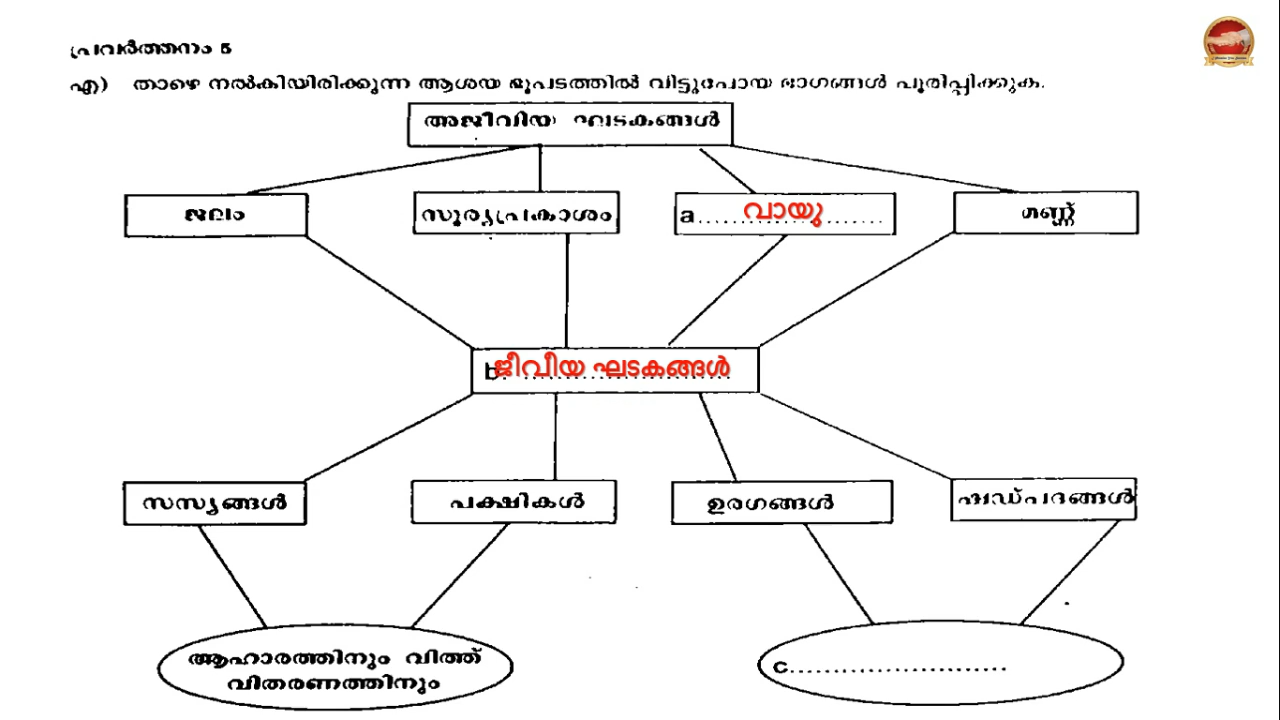 പ്രവർത്തനം 5
എ) താഴെ നൽകിയിരിക്കുന്ന ആശയ ഭൂപടത്തിൽ വിട്ടുപോയ ഭാഗങ്ങൾ പൂരിപ്പിക്കുക.
അജീവിയ ഘടകങ്ങൾ
ജലം
സൂര്യപ്രകാശം
a..... വായു .....
മണ്ണ്
b. ജീവീയ ഘടകങ്ങൾ
സസ്യങ്ങൾ
പക്ഷികൾ
ഉരഗങ്ങൾ
ഷഡ്പദങ്ങൾ
ആഹാരത്തിനും വിത്ത്
വിതരണത്തിനും
c........................